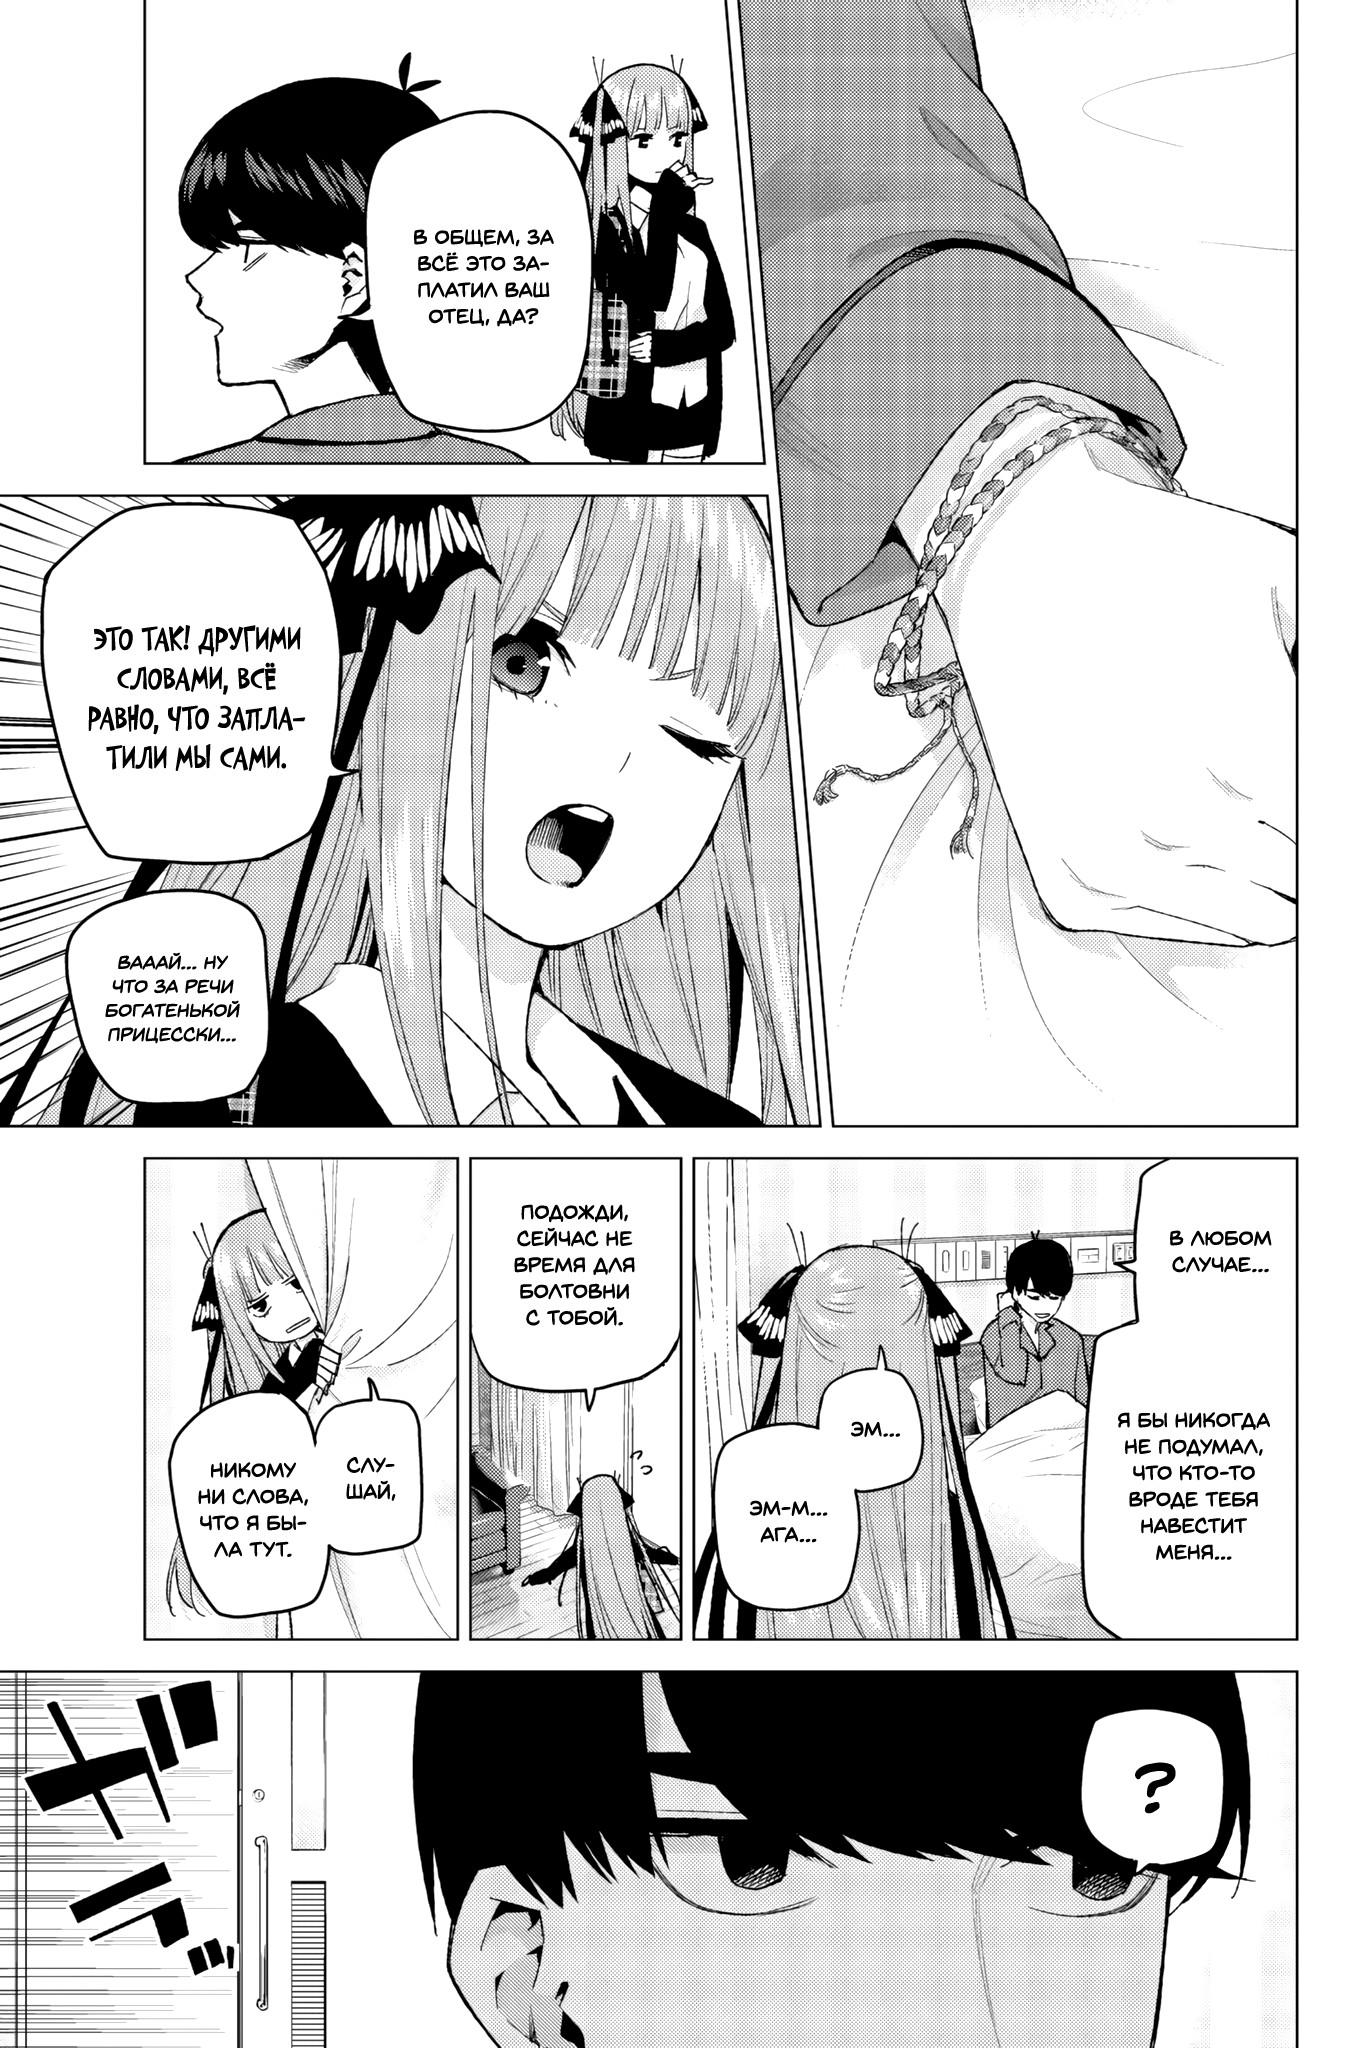 В ОБЩЕМ, ЗА
ВСЁ ЭТО ЗА-
ПЛАТИЛ ВАШ
ОТЕЦ, ДА?
ЭТО ТАК! ДРУГИМИ
СЛОВАМИ, ВСЁ
РАВНО, ЧТО ЗАПЛА-
ТИЛИ МЫ САМИ.
ВАААЙ... НУ
ЧТО ЗА РЕЧИ
БОГАТЕНЬКОЙ
ПРИЦЕССКИ...
В ЛЮБОМ
СЛУЧАЕ...
Я БЫ НИКОГДА
НЕ ПОДУМАЛ,
ЧТО КТО-ТО
ВРОДЕ ТЕБЯ
НАВЕСТИТ
МЕНЯ...
ЭМ...
ЭМ-М...
АГА...
ПОДОЖДИ,
СЕЙЧАС НЕ
ВРЕМЯ ДЛЯ
БОЛТОВНИ
С ТОБОЙ.
СЛУ-
ШАЙ,
НИКОМУ
НИ СЛОВА,
ЧТО Я БЫ-
ЛА ТУТ.
?
ガラ